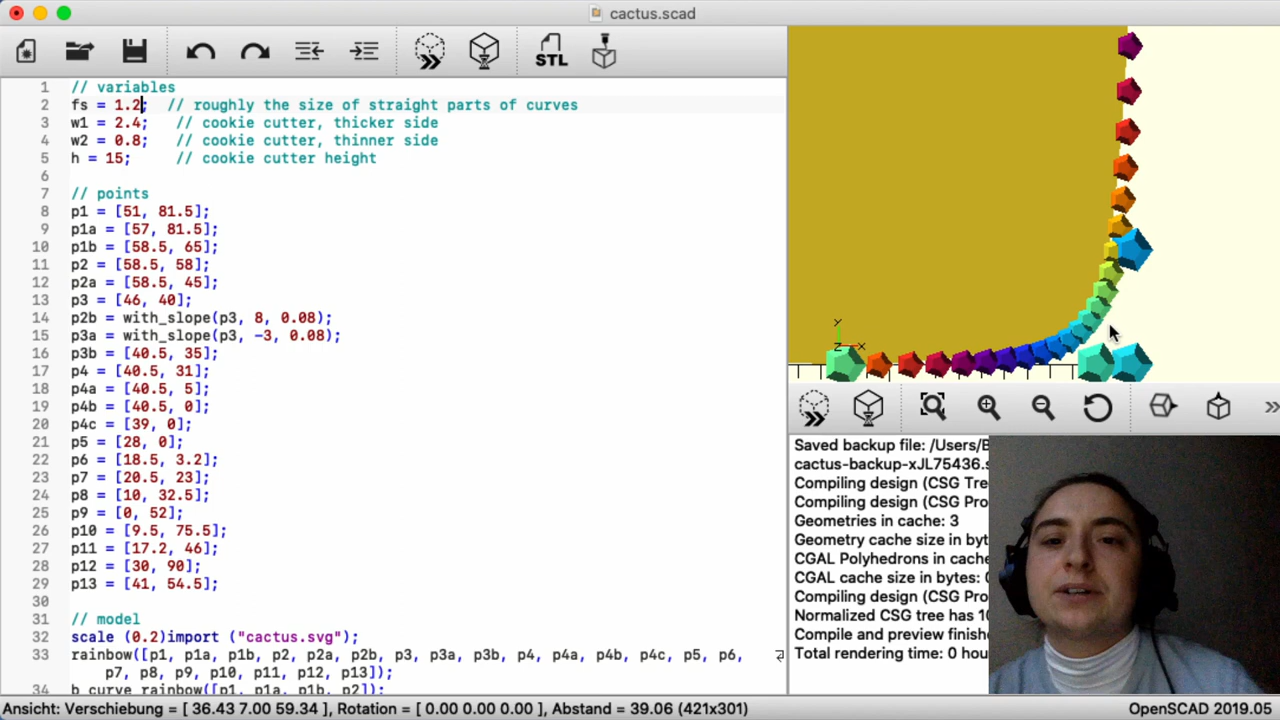 cactus.scad
STL
1 // variables
2 fs = 1.2; // roughly the size of straight parts of curves
3 w1 = 2.4; // cookie cutter, thicker side
4 w2 = 0.8; // cookie cutter, thinner side
5 h = 15; // cookie cutter height
6
7 // points
8 p1 = [51, 81.5];
9 p1a = [57, 81.5];
10 p1b = [58.5, 65];
11 p2 = [58.5, 58];
12 p2a = [58.5, 45];
13 p3 = [46, 40];
14 p2b = with_slope(p3, 8, 0.08);
15 p3a = with_slope(p3, -3, 0.08);
16 p3b = [40.5, 35];
17 p4 = [40.5, 31];
18 p4a = [40.5, 5];
19 p4b = [40.5, 0];
20 p4c = [39, 0];
21 p5 = [28, 0];
22 p6 = [18.5, 3.2];
23 p7 = [20.5, 23];
24 p8 = [10, 32.5];
25 p9 = [0, 52];
26 p10 = [9.5, 75.5];
27 p11 = [17.2, 46];
28 p12 = [30, 90];
29 p13 = [41, 54.5];
30
31 // model
32 scale (0.2)import ("cactus.svg");
33 rainbow([p1, p1a, p1b, p2, p2a, p2b, p3, p3a, p3b, p4, p4a, p4b, p4c, p5, p6,
p7, p8, p9, p10, p11, p12, p13]);
34 b_curve_rainbow([p1, p1a, p1b, p2]);
Y
Z X
Saved backup file: /Users/B
cactus-backup-xJL75436.s
Compiling design (CSG Tre
Compiling design (CSG Pro
Geometries in cache: 3
Geometry cache size in byt
CGAL Polyhedrons in cache
CGAL cache size in bytes: 0
Compiling design (CSG Pro
Normalized CSG tree has 10
Compile and preview finishe
Total rendering time: 0 hou
Ansicht: Verschiebung = [ 36.43 7.00 59.34 ], Rotation = [ 0.00 0.00 0.00 ], Abstand = 39.06 (421x301)
OpenSCAD 2019.05